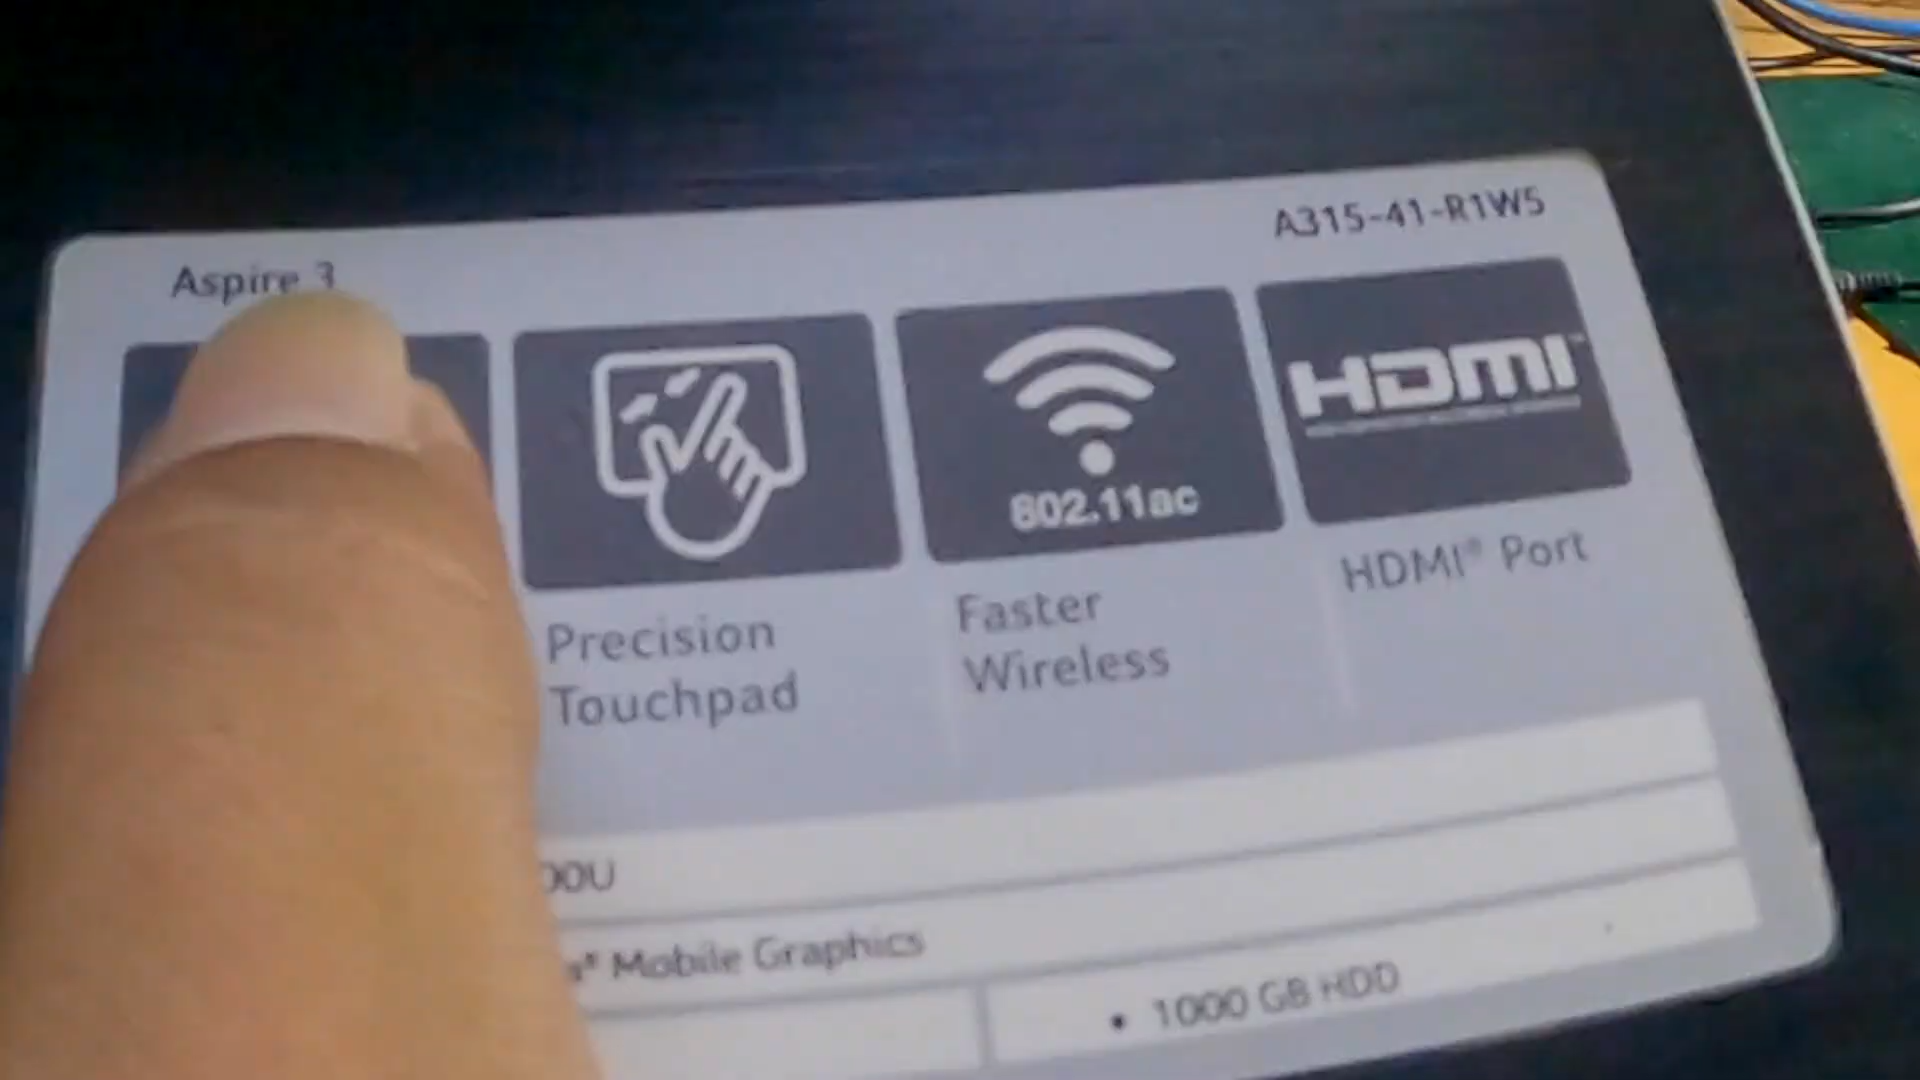 Aspire 3
A315-41-R1W5
802.11ac
HDMI™
Precision
Touchpad
Faster
Wireless
HDMI® Port
00U
Mobile Graphics
• 1000 GB HDD